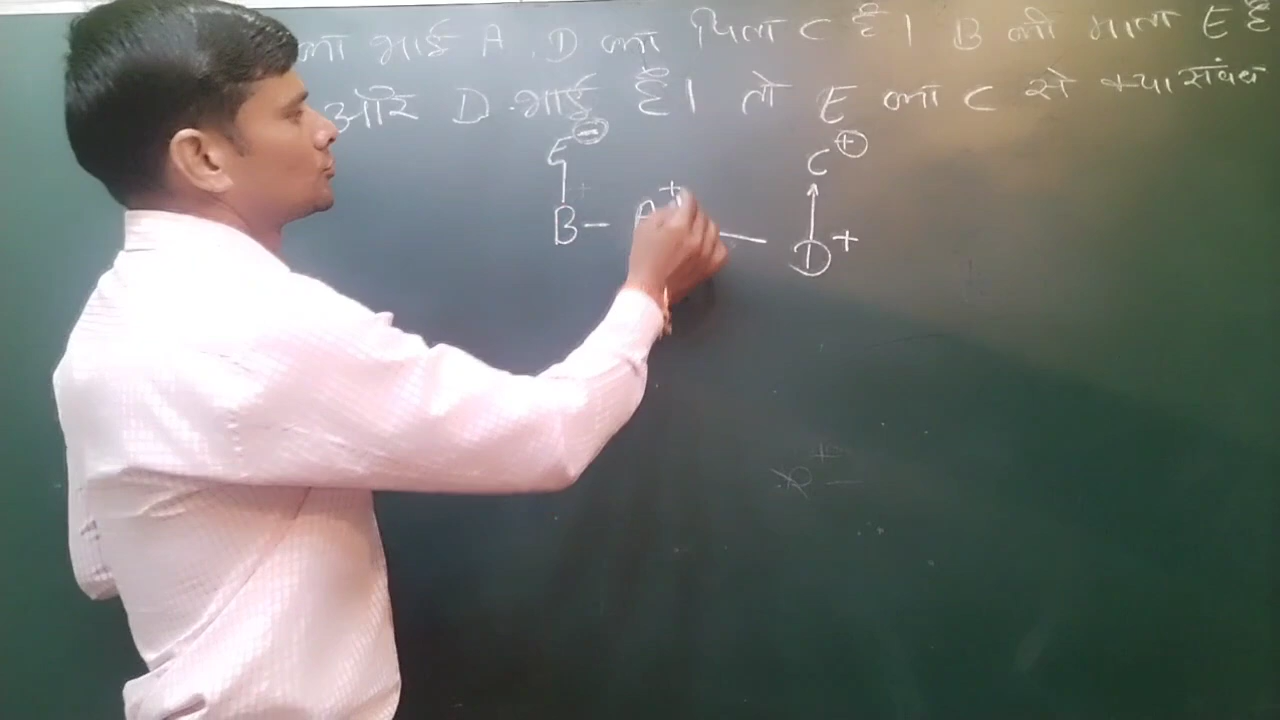 का भाई A . D का पिता C है। B की माता E है
और D भाई है। तो E का C से क्या संबंध
E - C +
B - A + — D +